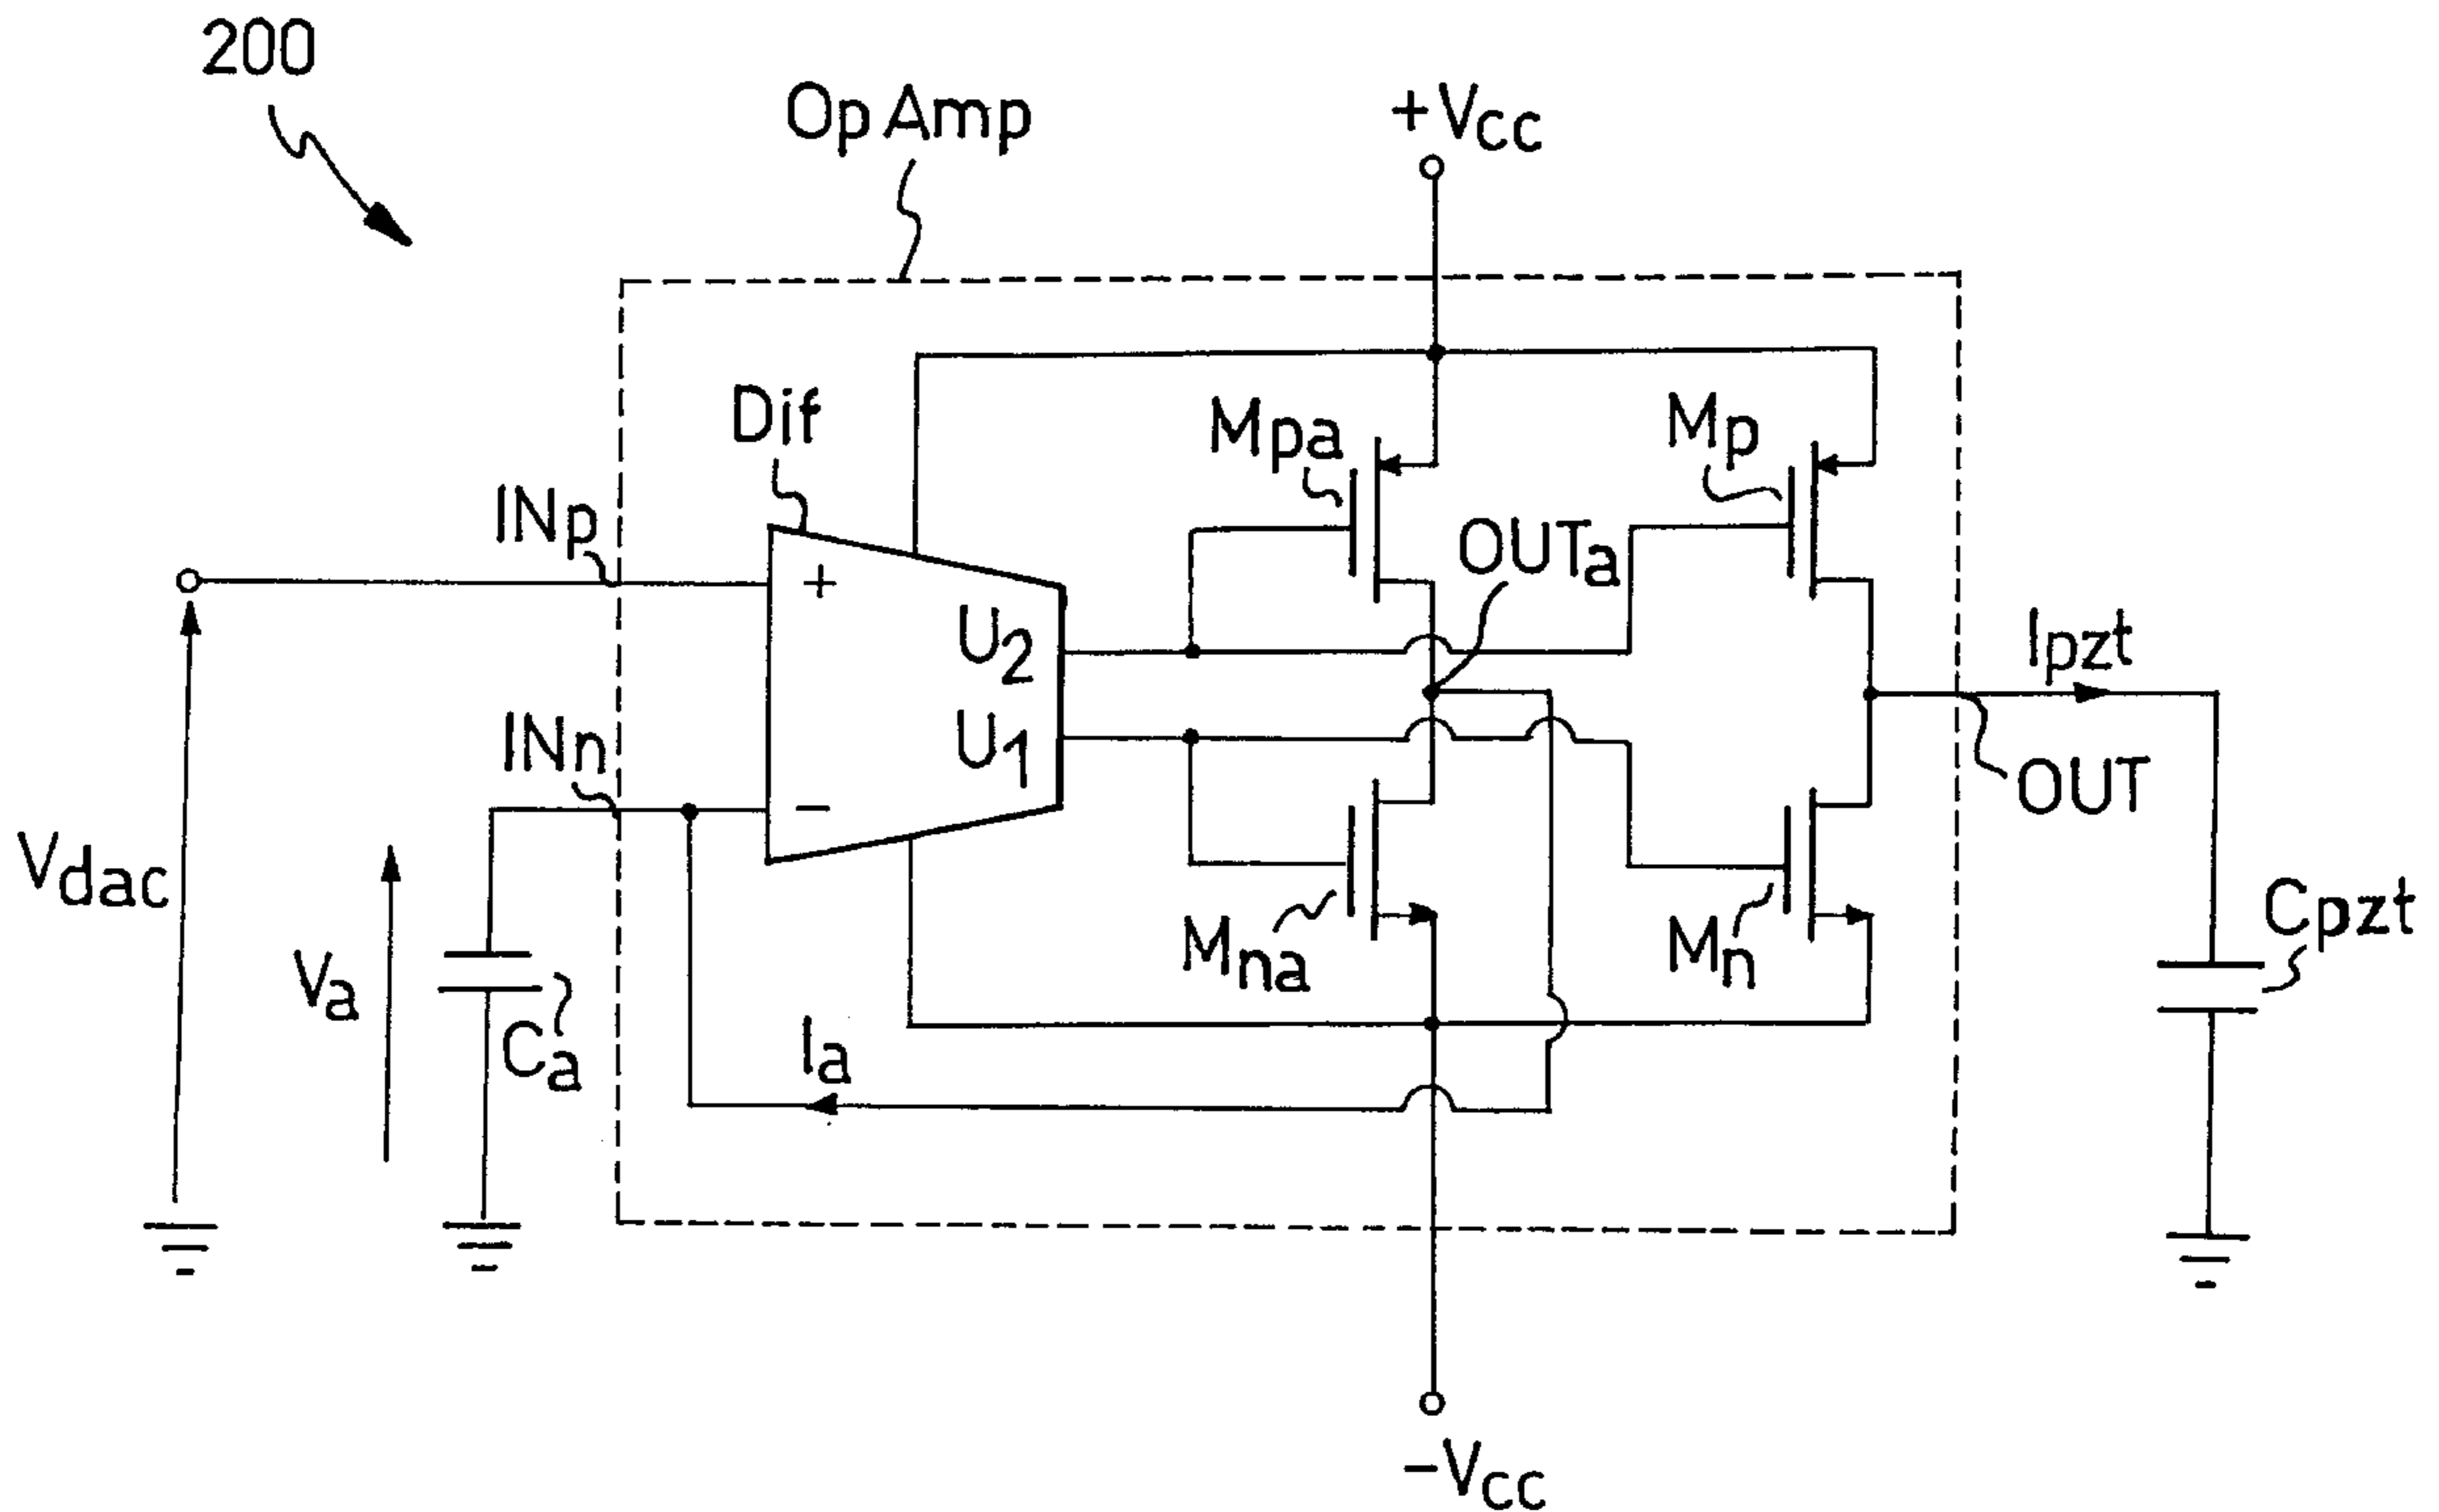 200
Op Amp
+Vcc
Dif
Mpa
Mp
INp
OUTa
+
U2
Ipzt
INn
U1
OUT
−
Vdac
Cpzt
Va
Mna
Mn
Ca
Ia
−Vcc